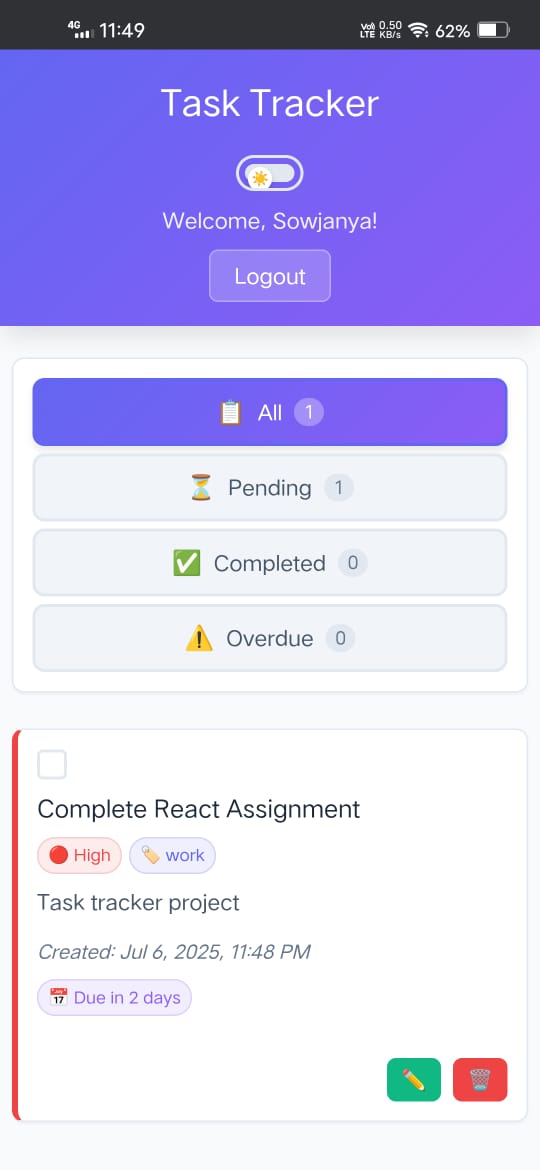 4G 11:49 Vo) LTE 0.50 KB/s 62%
Task Tracker
Welcome, Sowjanya!
Logout
All 1
Pending 1
Completed 0
Overdue 0
Complete React Assignment
High work
Task tracker project
Created: Jul 6, 2025, 11:48 PM
Due in 2 days